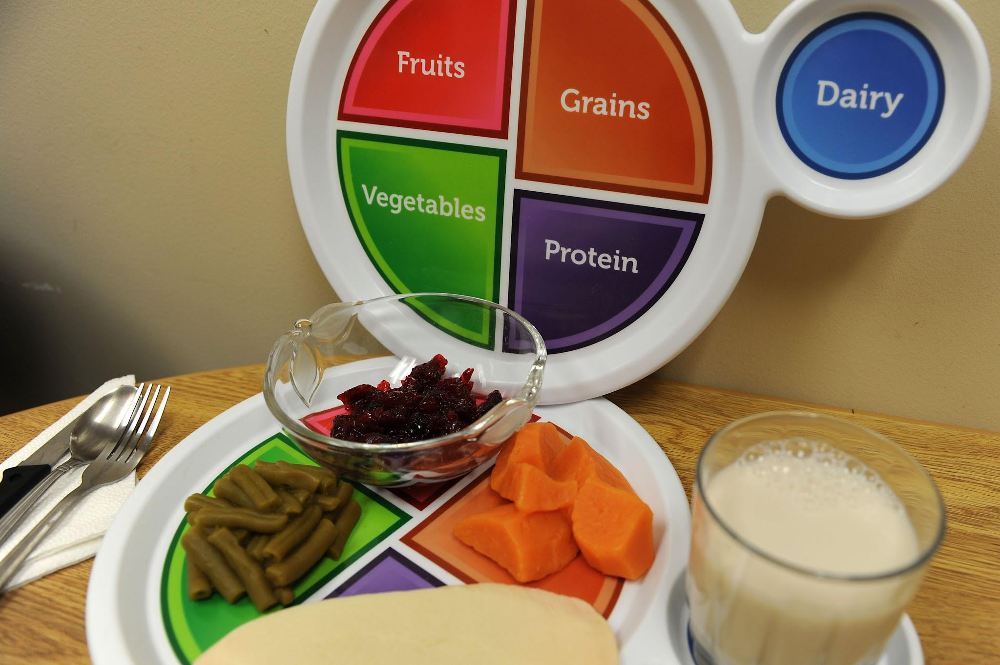 Fruits
Grains
Dairy
Vegetables
Protein